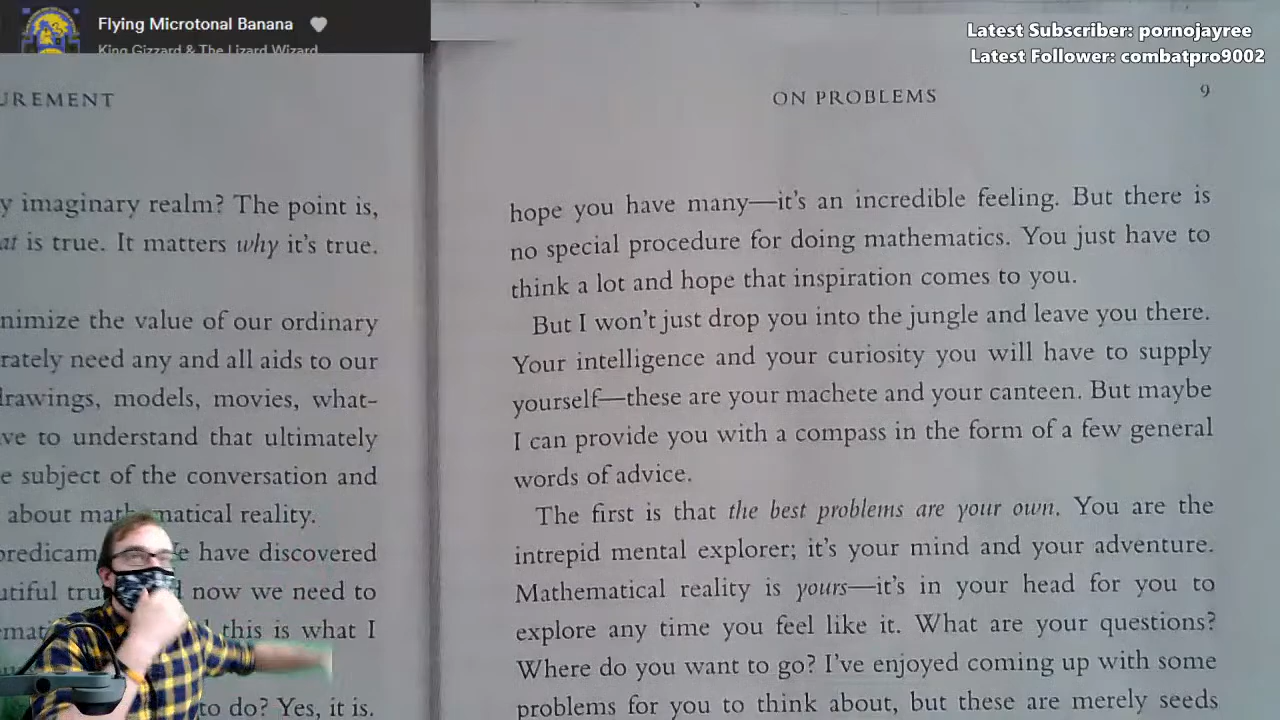 Flying Microtonal Banana
King Gizzard & The Lizard Wizard
Latest Subscriber: pornojayree
Latest Follower: combatpro9002
UREMENT
y imaginary realm? The point is,
at is true. It matters why it's true.
nimize the value of our ordinary
rately need any and all aids to our
drawings, models, movies, what-
ve to understand that ultimately
e subject of the conversation and
about mathematical reality.
predicam e have discovered
utiful tru now we need to
mat this is what I
to do? Yes, it is.
ON PROBLEMS 9
hope you have many—it's an incredible feeling. But there is
no special procedure for doing mathematics. You just have to
think a lot and hope that inspiration comes to you.
But I won't just drop you into the jungle and leave you there.
Your intelligence and your curiosity you will have to supply
yourself—these are your machete and your canteen. But maybe
I can provide you with a compass in the form of a few general
words of advice.
The first is that the best problems are your own. You are the
intrepid mental explorer; it's your mind and your adventure.
Mathematical reality is yours—it's in your head for you to
explore any time you feel like it. What are your questions?
Where do you want to go? I've enjoyed coming up with some
problems for you to think about, but these are merely seeds